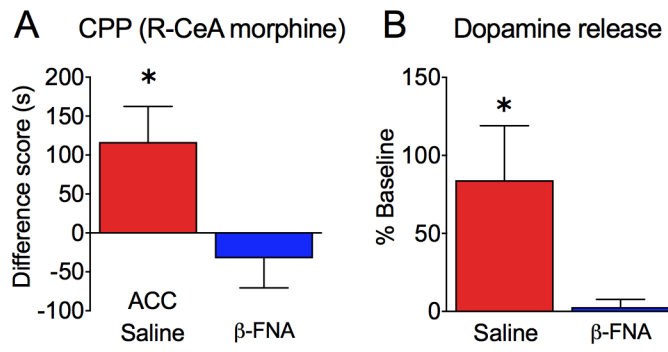 A CPP (R-CeA morphine)
Difference score (s)
200
150
100
50
0
-50
-100
*
ACC
Saline
β-FNA
B Dopamine release
% Baseline
150
100
50
0
*
Saline
β-FNA